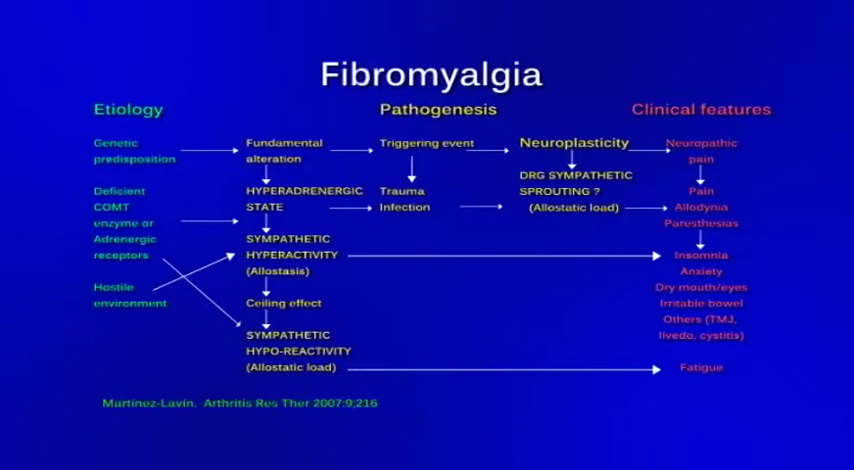 Fibromyalgia
Etiology
Pathogenesis
Clinical features
Genetic
predisposition
Deficient
COMT
enzyme or
Adrenergic
receptors
Hostile
environment
Fundamental
alteration
HYPERADRENERGIC
STATE
SYMPATHETIC
HYPERACTIVITY
(Allostasis)
Ceiling effect
SYMPATHETIC
HYPO-REACTIVITY
(Allostatic load)
Triggering event
Trauma
Infection
Neuroplasticity
DRG SYMPATHETIC
SPROUTING ?
(Allostatic load)
Neuropathic
pain
Pain
Allodynia
Paresthesias
Insomnia
Anxiety
Dry mouth/eyes
Irritable bowel
Others (TMJ,
livedo, cystitis)
Fatigue
Martínez-Lavín. Arthritis Res Ther 2007:9;216